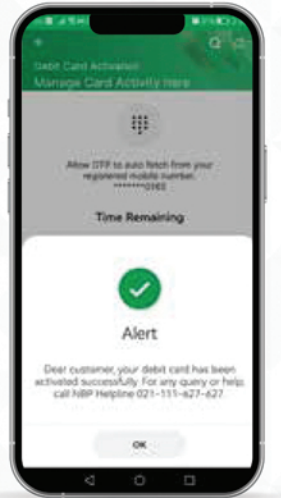 Debit Card Activation
Manage Card Activity Here
Allow OTP to auto fetch from your
registered mobile number.
Time Remaining
Alert
Dear customer, your debit card has been
activated successfully. For any query or help,
call NBP Helpline 021-111-627-627.
OK